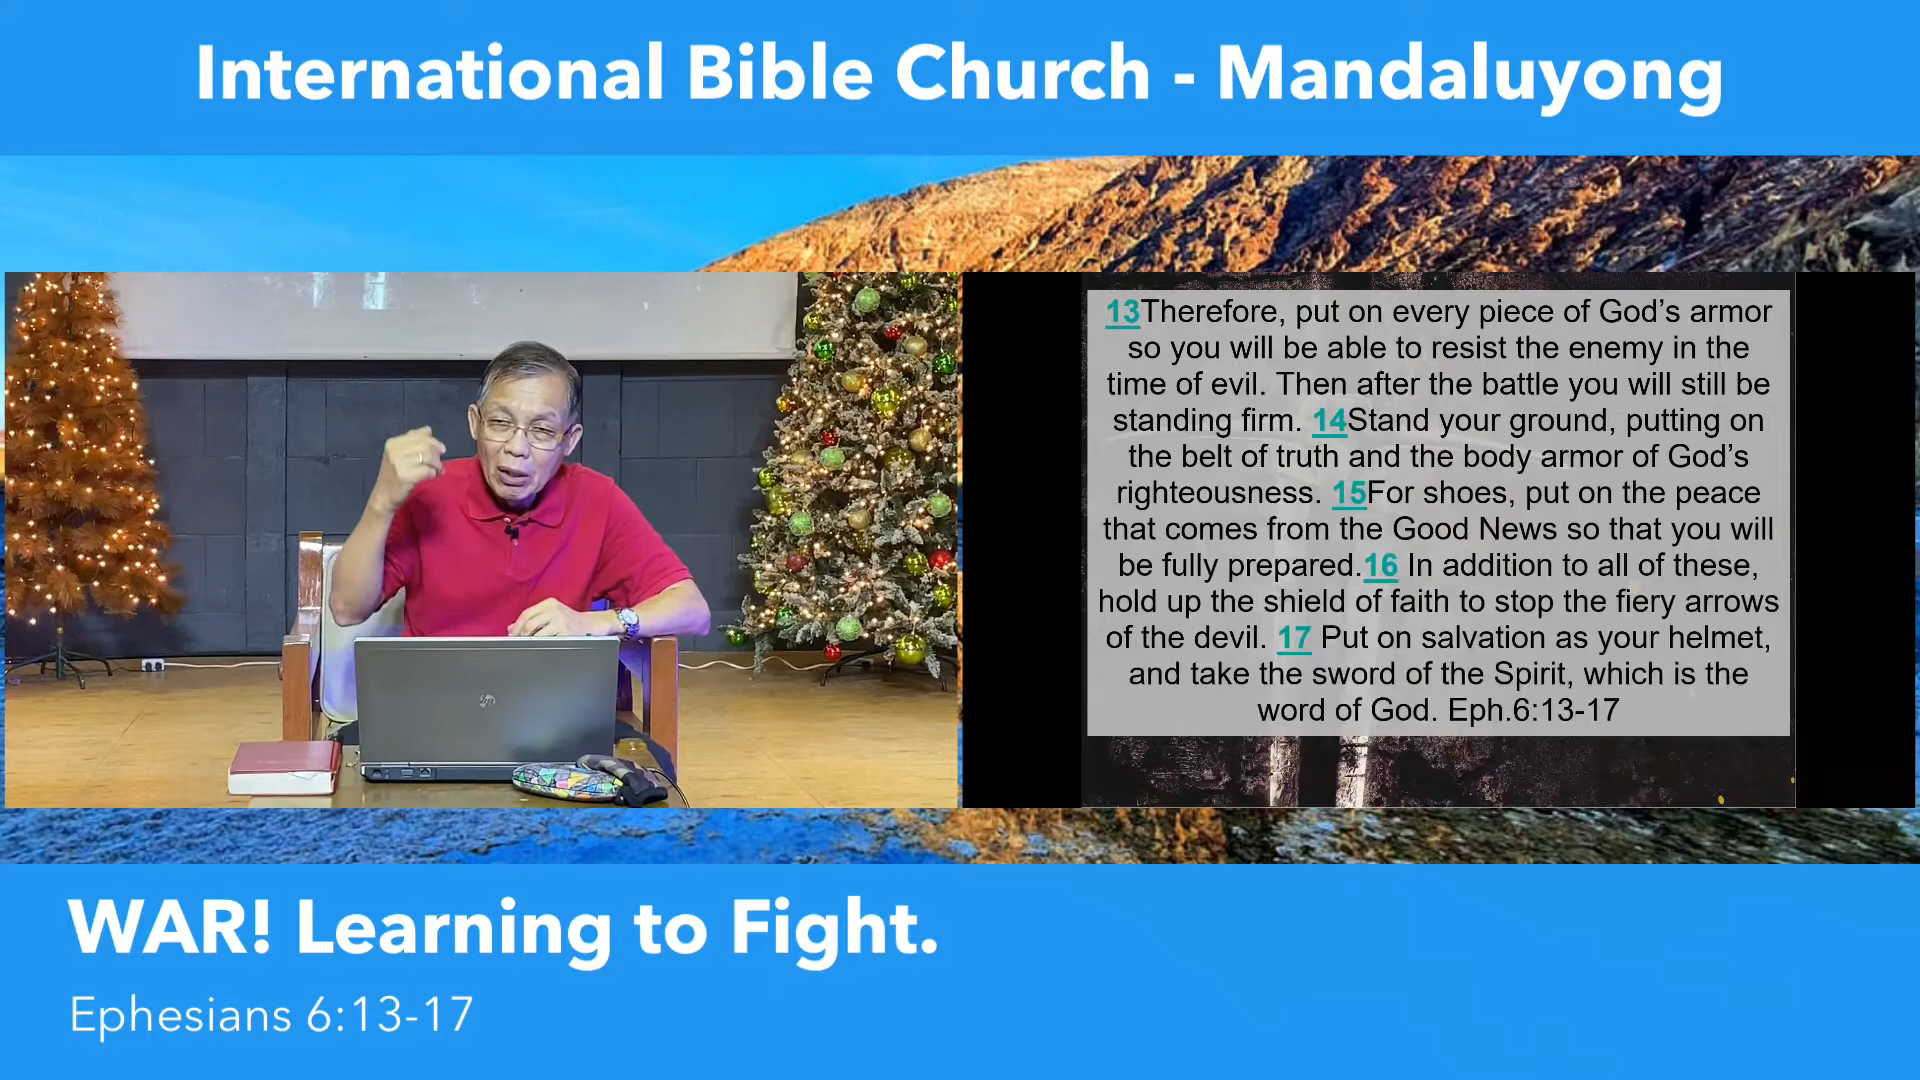 International Bible Church - Mandaluyong
13Therefore, put on every piece of God’s armor
so you will be able to resist the enemy in the
time of evil. Then after the battle you will still be
standing firm. 14Stand your ground, putting on
the belt of truth and the body armor of God’s
righteousness. 15For shoes, put on the peace
that comes from the Good News so that you will
be fully prepared.16 In addition to all of these,
hold up the shield of faith to stop the fiery arrows
of the devil. 17 Put on salvation as your helmet,
and take the sword of the Spirit, which is the
word of God. Eph.6:13-17
hp
WAR! Learning to Fight.
Ephesians 6:13-17